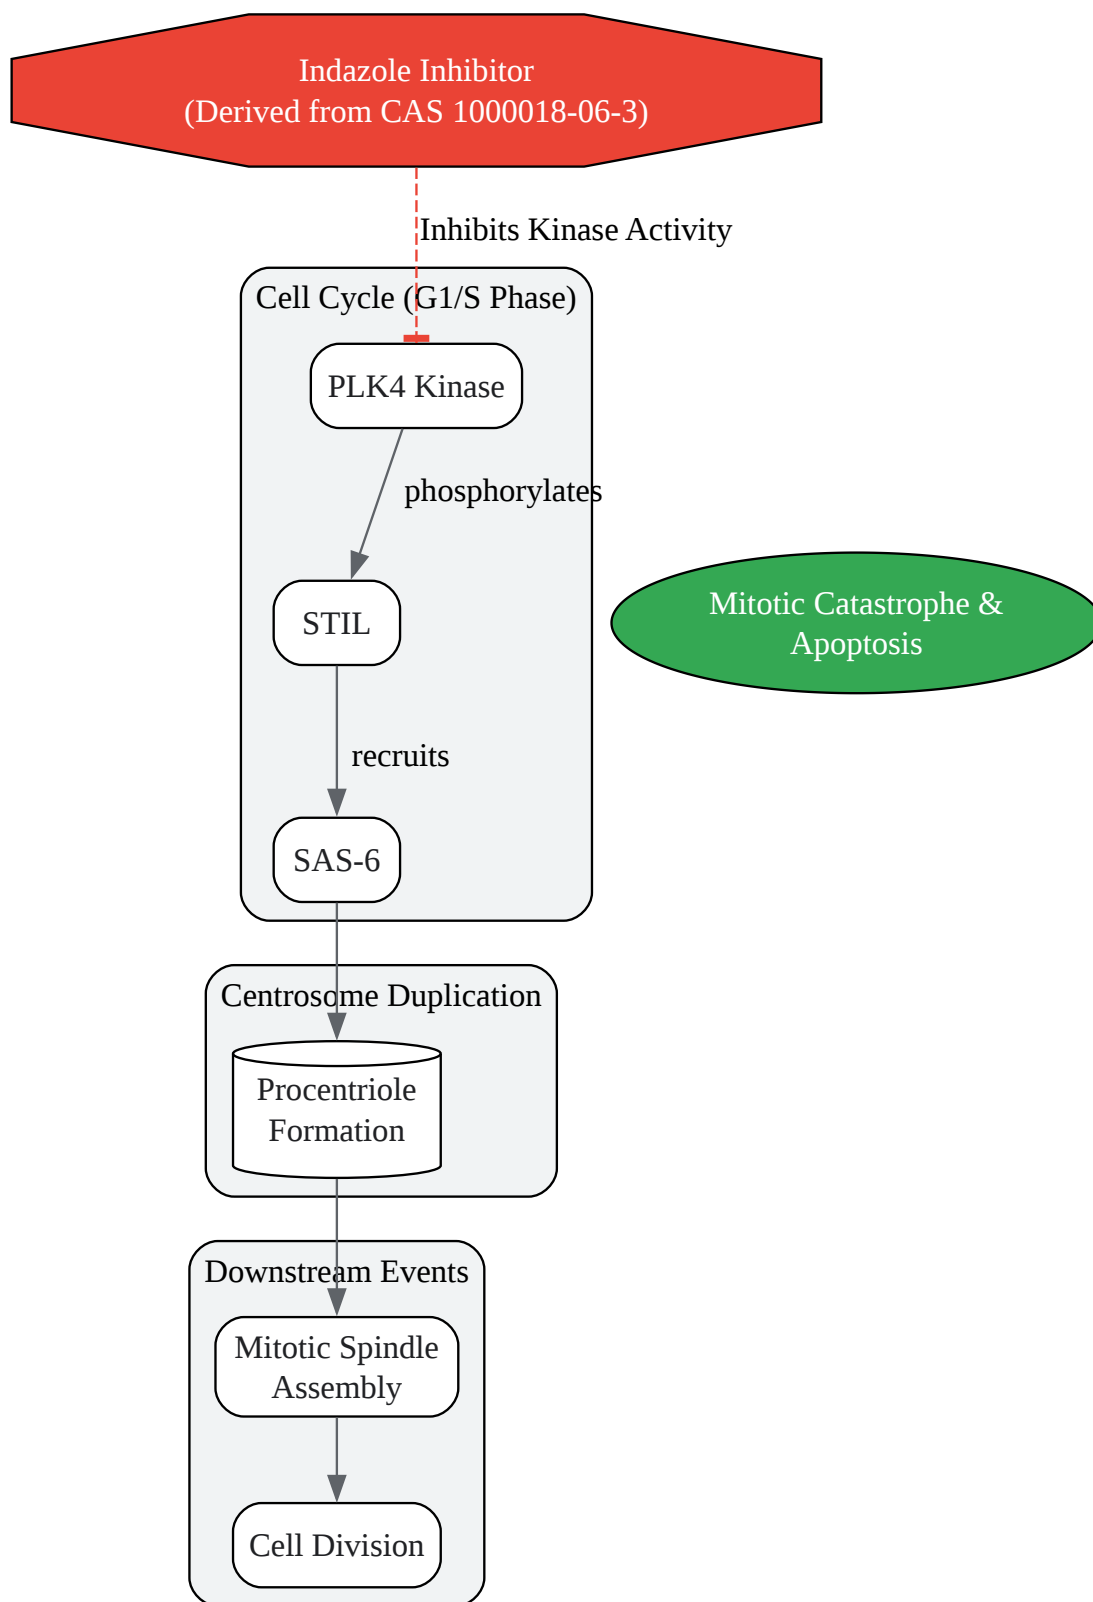 Indazole Inhibitor
(Derived from CAS 1000018-06-3)
Inhibits Kinase Activity
Cell Cycle (G1/S Phase)
PLK4 Kinase
phosphorylates
STIL
Mitotic Catastrophe &
Apoptosis
recruits
SAS-6
Centrosome Duplication
Procentriole
Formation
Downstream Events
Mitotic Spindle
Assembly
Cell Division